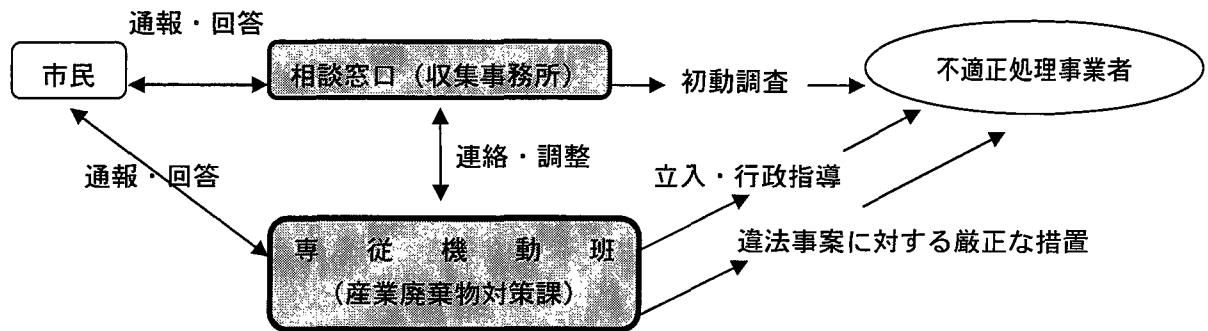 通報・回答
市民
相談窓口（収集事務所）
初動調査
不適正処理事業者
通報・回答
連絡・調整
立入・行政指導
専従機動班
（産業廃棄物対策課）
違法事案に対する厳正な措置